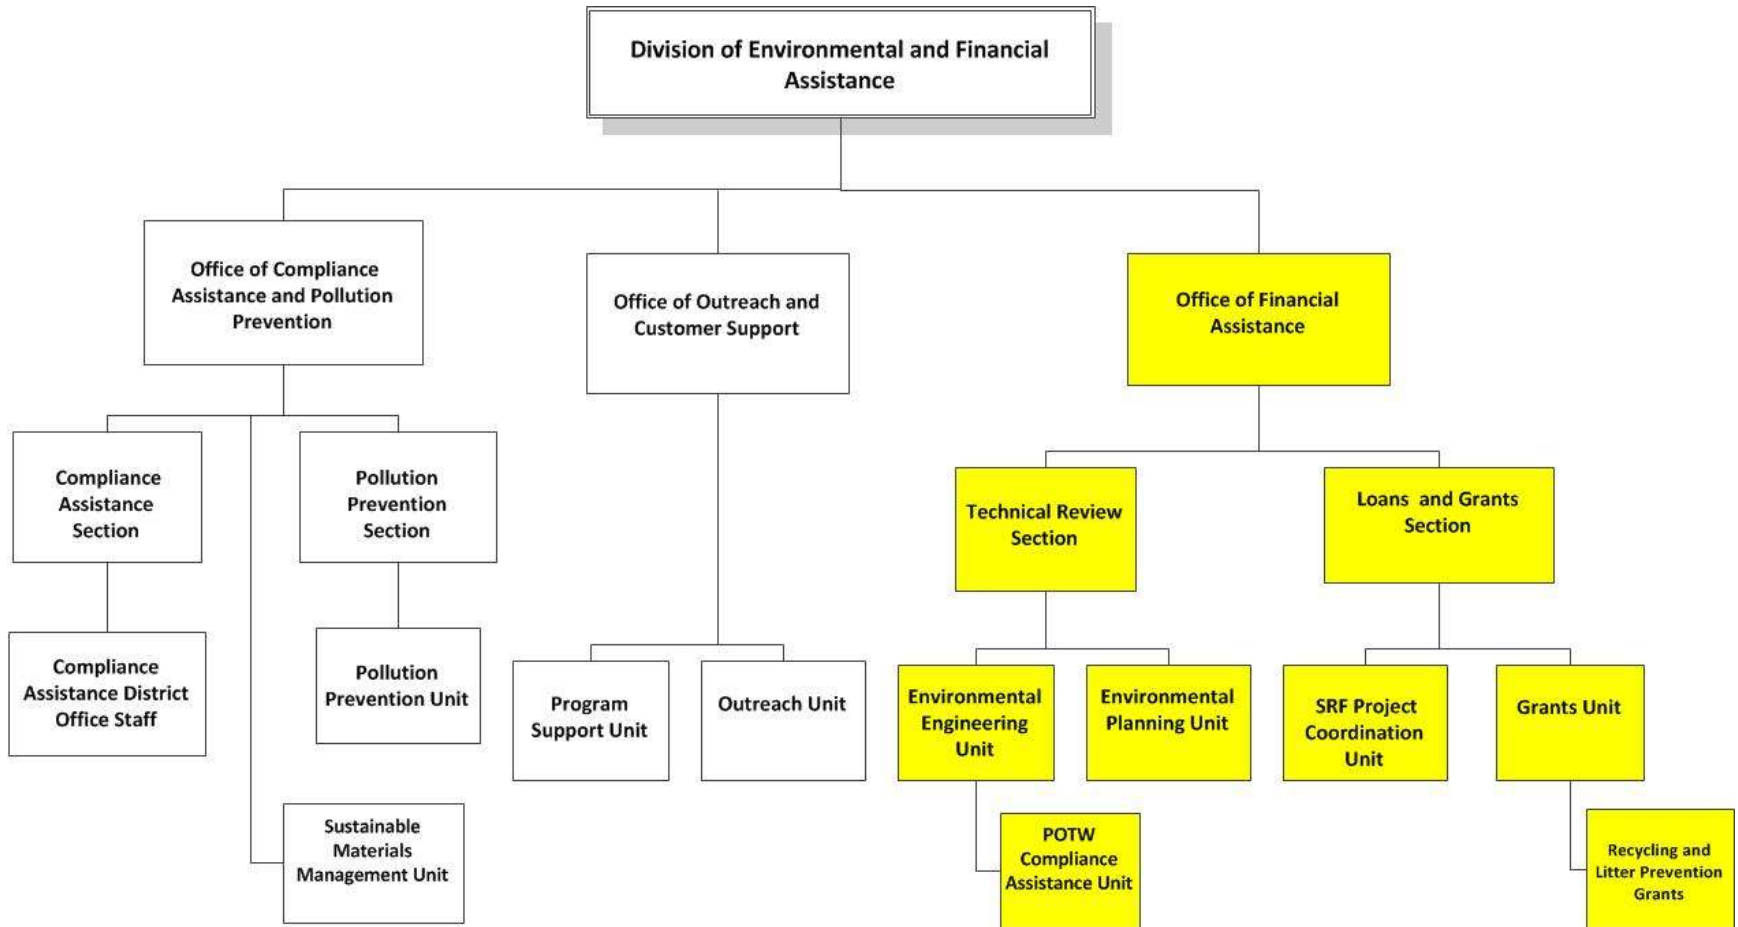 Division of Environmental and Financial
Assistance
Office of Compliance
Assistance and Pollution
Prevention
Office of Outreach and
Customer Support
Office of Financial
Assistance
Compliance
Assistance
Section
Pollution
Prevention
Section
Technical Review
Section
Loans and Grants
Section
Compliance
Assistance District
Office Staff
Pollution
Prevention Unit
Program
Support Unit
Outreach Unit
Environmental
Engineering
Unit
Environmental
Planning Unit
SRF Project
Coordination
Unit
Grants Unit
Sustainable
Materials
Management Unit
POTW
Compliance
Assistance Unit
Recycling and
Litter Prevention
Grants